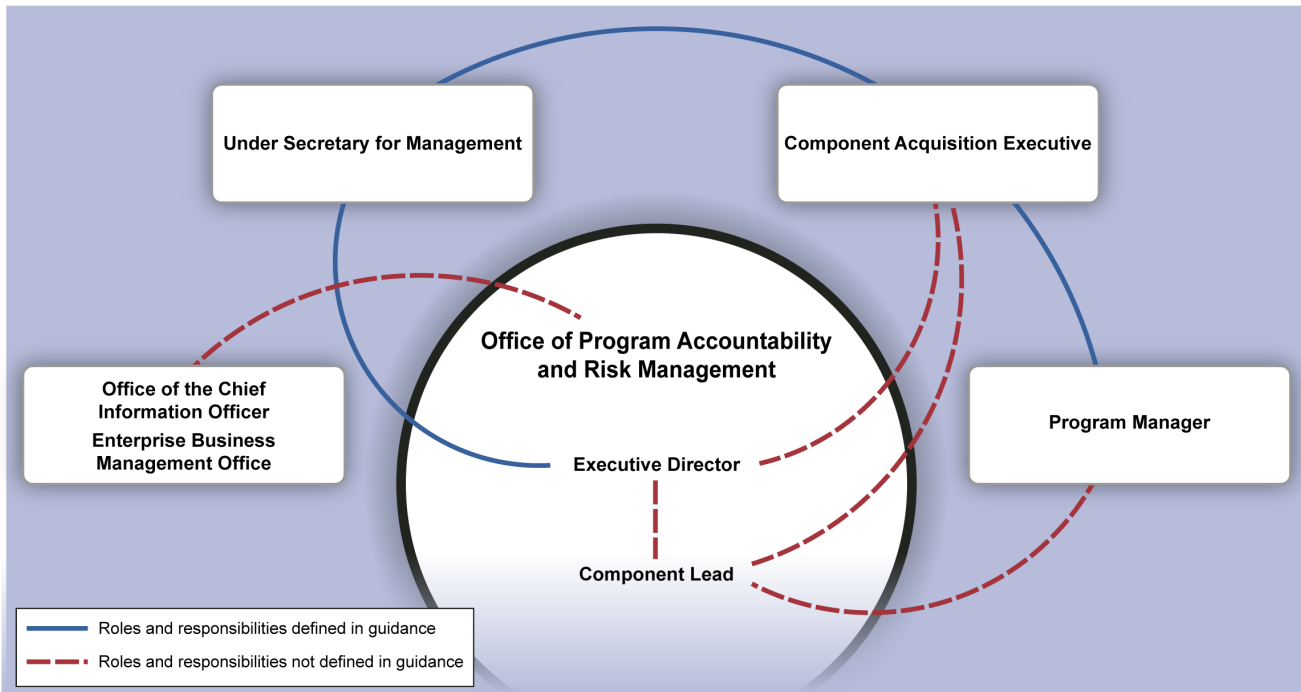 Under Secretary for Management
Component Acquisition Executive
Office of Program Accountability
and Risk Management
Office of the Chief
Information Officer
Enterprise Business
Management Office
Program Manager
Executive Director
Component Lead
Roles and responsibilities defined in guidance
Roles and responsibilities not defined in guidance